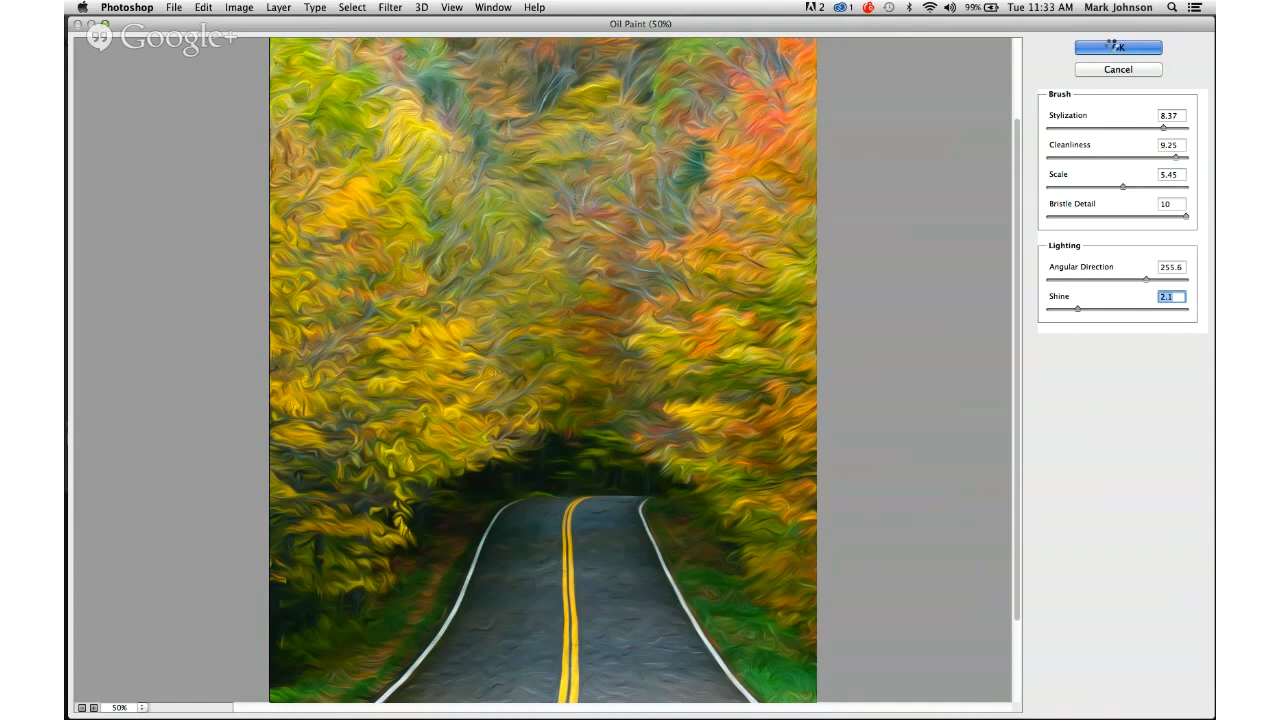 Photoshop File Edit Image Layer Type Select Filter 3D View Window Help 2 1 99% Tue 11:33 AM Mark Johnson
Oil Paint (50%)
Google+
Cancel
Brush
Stylization 8.37
Cleanliness 9.25
Scale 5.45
Bristle Detail 10
Lighting
Angular Direction 255.6
Shine 2.1
50%